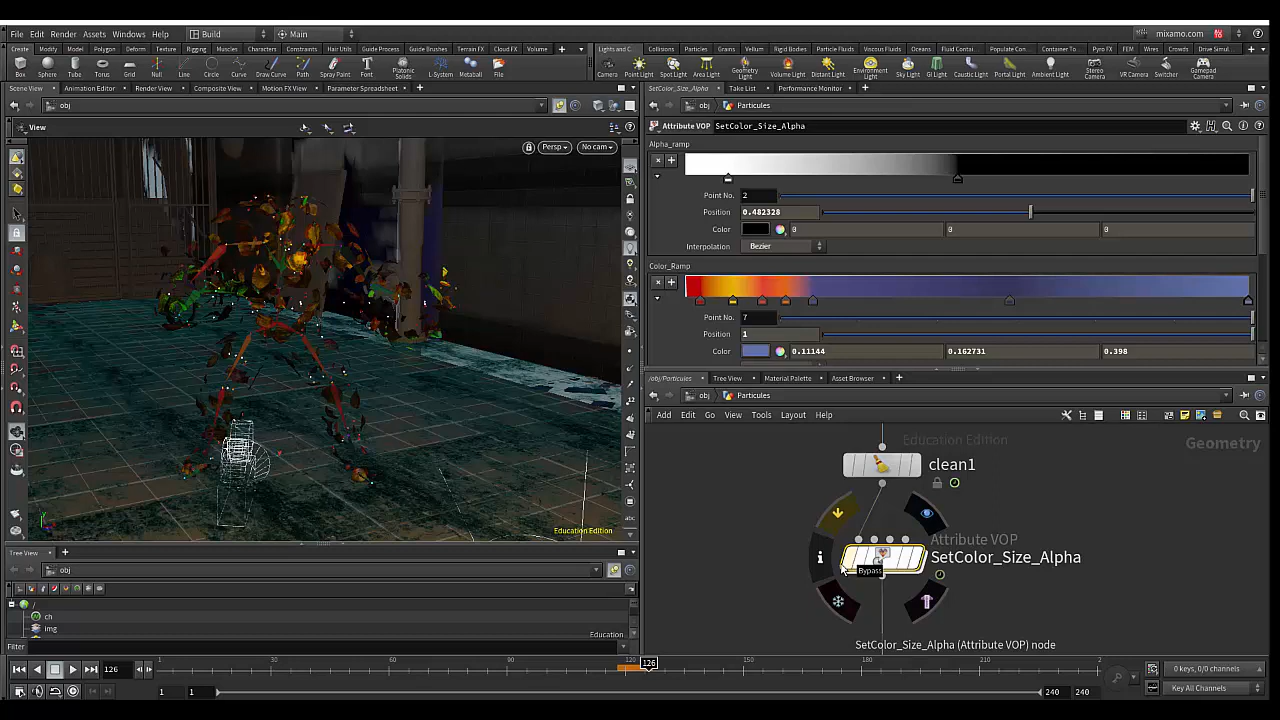 File Edit Render Assets Windows Help Build Main mixamo.com
Create Modify Model Polygon Deform Texture Rigging Muscles Characters Constraints Hair Utils Guide Process Guide Brushes Terrain FX Cloud FX Volume
Lights and C... Collisions Particles Grains Vellum Rigid Bodies Particle Fluids Viscous Fluids Oceans Fluid Contai... Populate Con... Container To... Pyro FX FEM Wires Crowds Drive Simul...
Box Sphere Tube Torus Grid Null Line Circle Curve Draw Curve Path Spray Paint Font Platonic Solids L-System Metaball File
Camera Point Light Spot Light Area Light Geometry Light Volume Light Distant Light Environment Light Sky Light GI Light Caustic Light Portal Light Ambient Light Stereo Camera VR Camera Switcher Gamepad Camera
Scene View Animation Editor Render View Composite View Motion FX View Parameter Spreadsheet
obj
View
Persp No cam
Education Edition
SetColor_Size_Alpha Take List Performance Monitor
obj Particules
Attribute VOP SetColor_Size_Alpha
Alpha_ramp
Point No. 2
Position 0.482328
Color 0 0 0
Interpolation Bezier
Color_Ramp
Point No. 7
Position 1
Color 0.11144 0.162731 0.398
/obj/Particules Tree View Material Palette Asset Browser
obj Particules
Add Edit Go View Tools Layout Help
Education Edition
Geometry
clean1
Attribute VOP
SetColor_Size_Alpha
Bypass
SetColor_Size_Alpha (Attribute VOP) node
Tree View
obj
/
ch
img
Education
Filter
126 1 30 60 90 120 126 150 180 210 2
0 keys, 0/0 channels
1 1 240 240
Key All Channels